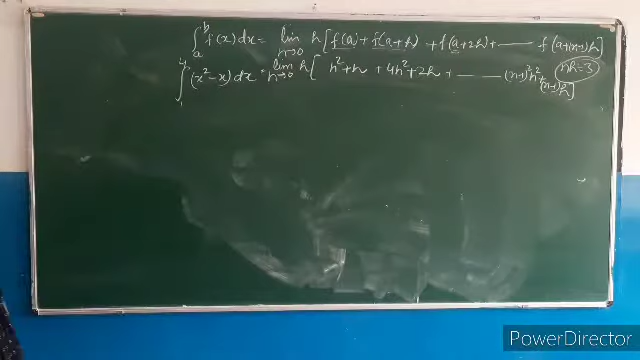 ∫_a^b f(x)dx = lim_{h→0} h[f(a) + f(a+h) + f(a+2h) + —— f(a+(n-1)h]
∫_1^4 (x²-x)dx = lim_{h→0} h[h²+h + 4h²+2h + —— (n-1)²h² + (n-1)h] nh=3
PowerDirector